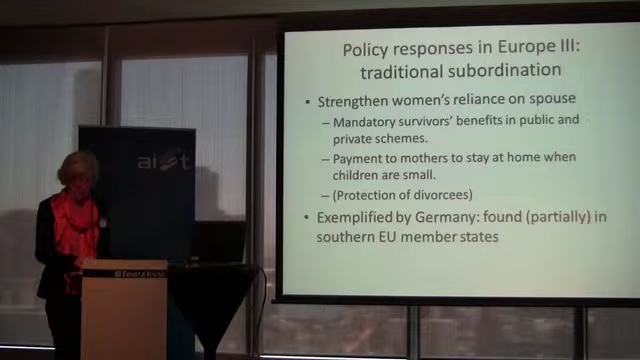 Policy responses in Europe III:
traditional subordination
• Strengthen women's reliance on spouse
– Mandatory survivors' benefits in public and
private schemes.
– Payment to mothers to stay at home when
children are small.
– (Protection of divorcees)
• Exemplified by Germany: found (partially) in
southern EU member states
aist